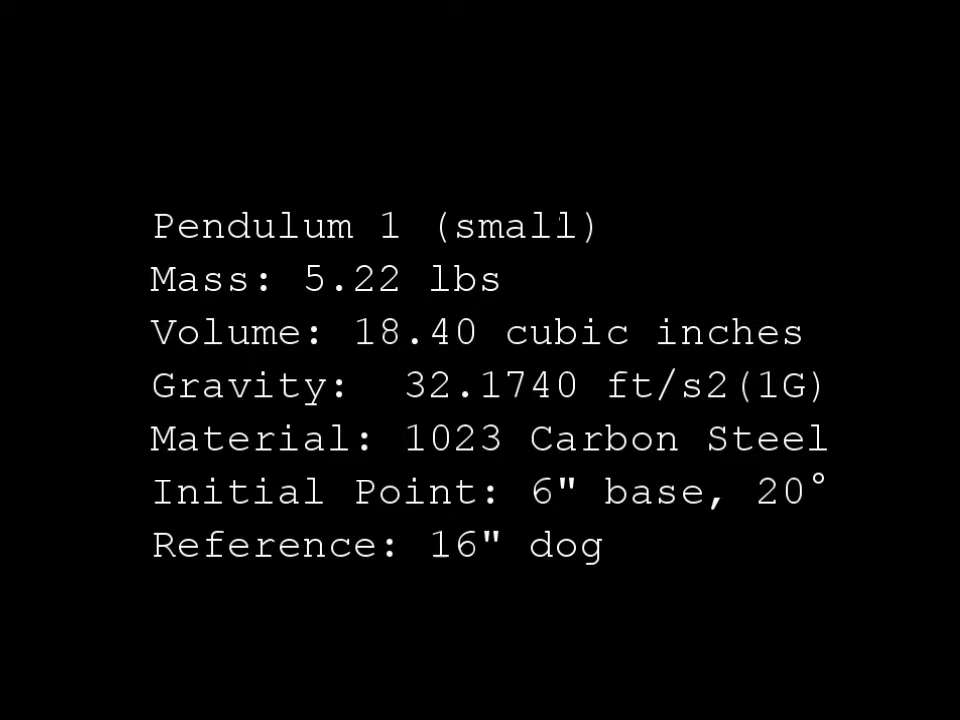 Pendulum 1 (small)
Mass: 5.22 lbs
Volume: 18.40 cubic inches
Gravity:  32.1740 ft/s2(1G)
Material: 1023 Carbon Steel
Initial Point: 6" base, 20°
Reference: 16" dog